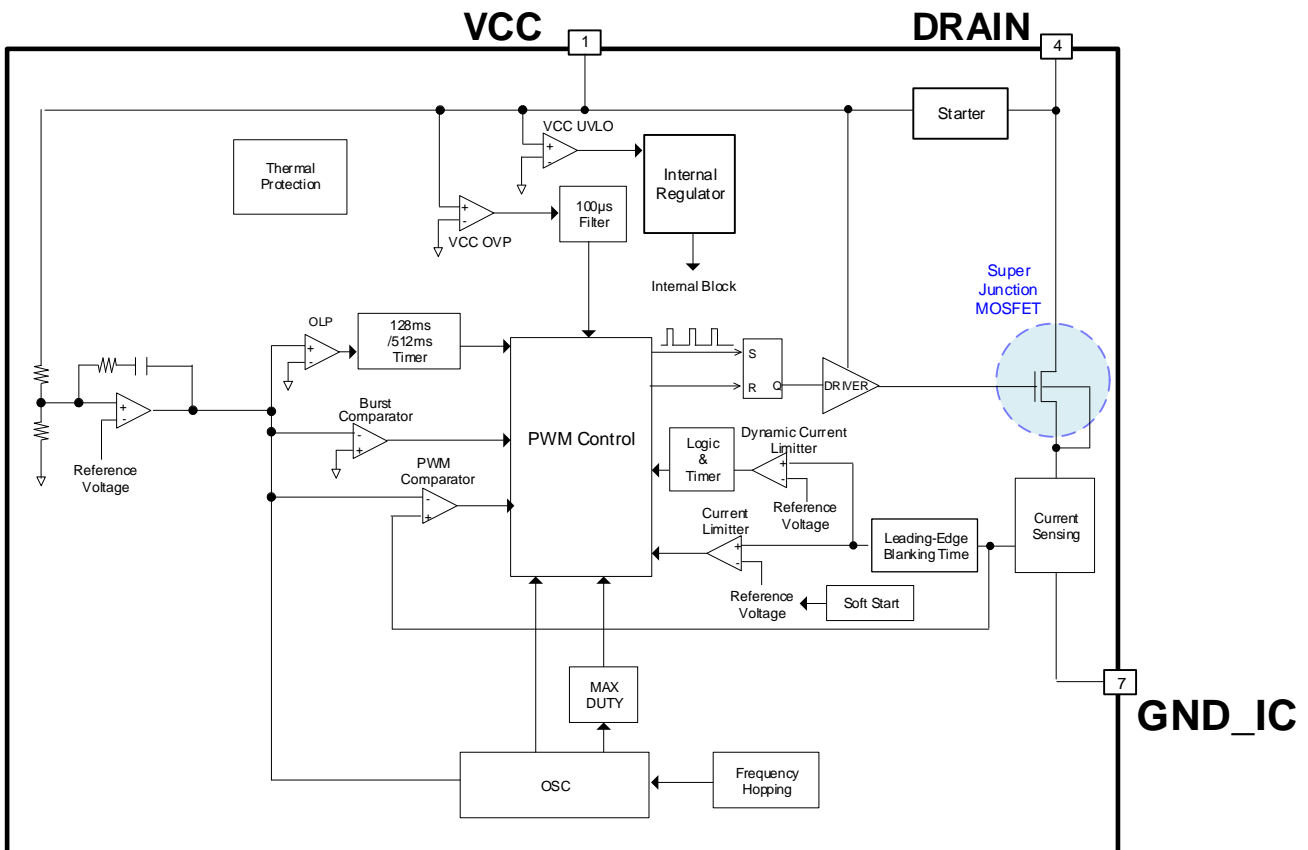 VCC
DRAIN
1
4
Starter
VCC UVLO
+
-
Thermal
Protection
Internal
Regulator
100µs
Filter
+
-
VCC OVP
Internal Block
Super
Junction
MOSFET
OLP
+
-
128ms
/512ms
Timer
S
R
Q
DRIVER
+
-
Reference
Voltage
Burst
Comparator
-
+
PWM Control
PWM
Comparator
-
+
Logic
&
Timer
Dynamic Current
Limitter
+
-
Reference
Voltage
Current
Limitter
+
-
Reference
Voltage
Soft Start
Leading-Edge
Blanking Time
Current
Sensing
7
GND_IC
MAX
DUTY
OSC
Frequency
Hopping